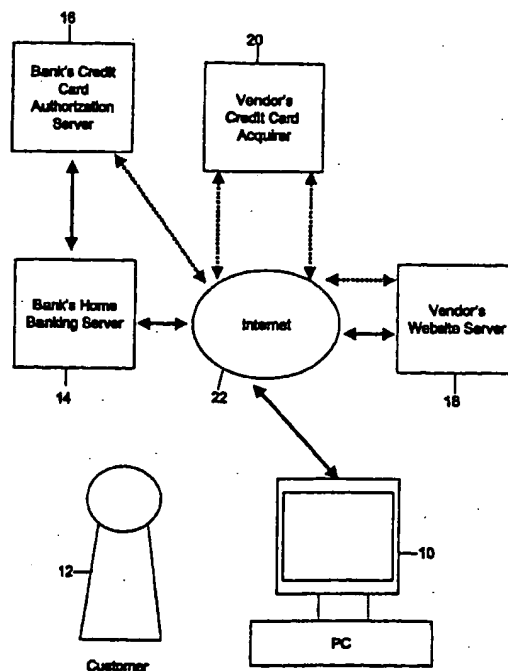 16
Bank's Credit
Card
Authorization
Server
20
Vendor's
Credit Card
Acquirer
Bank's Home
Banking Server
14
Internet
22
Vendor's
Website Server
18
12
Customer
10
PC